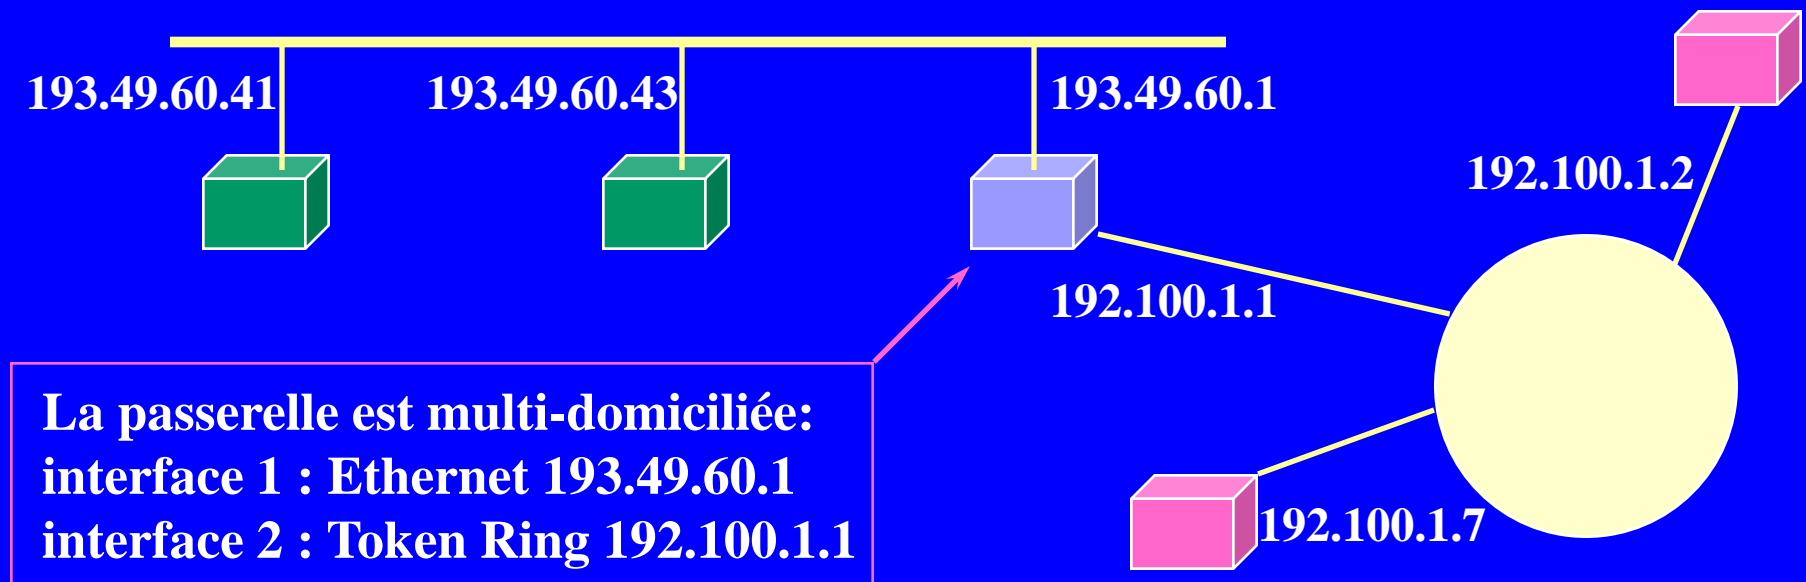 193.49.60.41
193.49.60.43
193.49.60.1
192.100.1.2
192.100.1.1
La passerelle est multi-domiciliée:
interface 1 : Ethernet 193.49.60.1
interface 2 : Token Ring 192.100.1.1
192.100.1.7